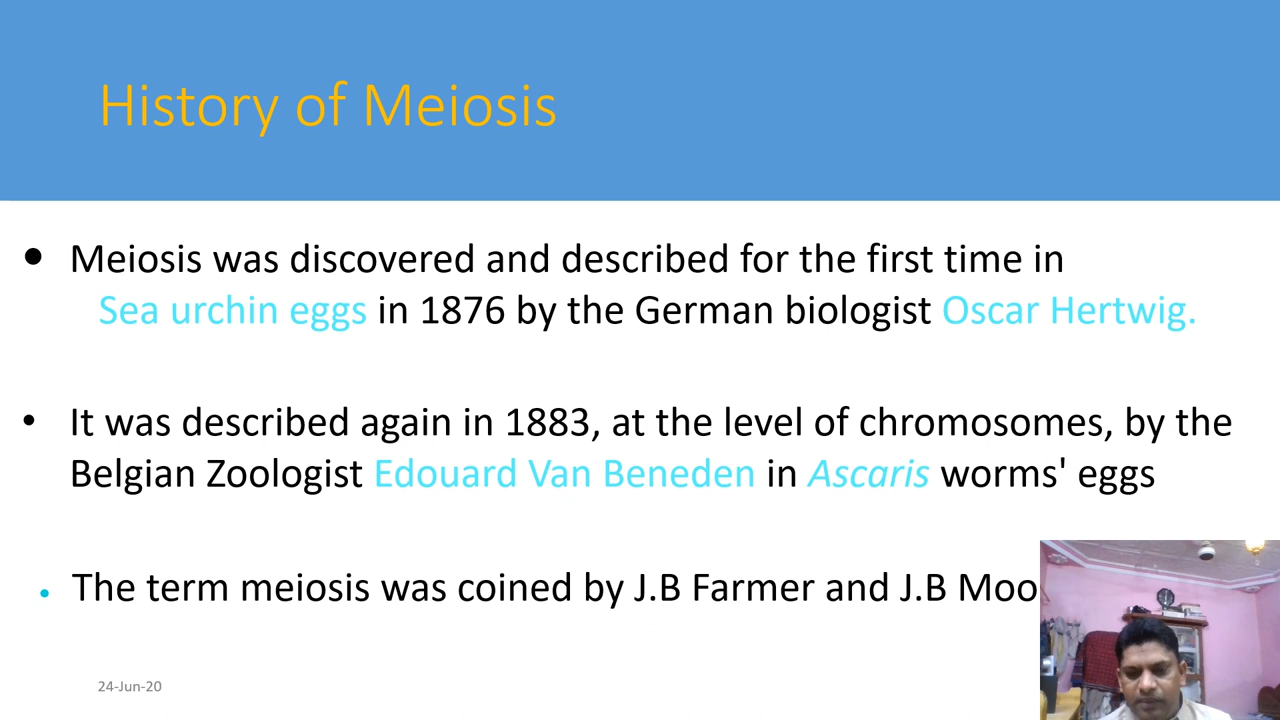 History of Meiosis
• Meiosis was discovered and described for the first time in
Sea urchin eggs in 1876 by the German biologist Oscar Hertwig.
• It was described again in 1883, at the level of chromosomes, by the
Belgian Zoologist Edouard Van Beneden in Ascaris worms' eggs
• The term meiosis was coined by J.B Farmer and J.B Moo
24-Jun-20